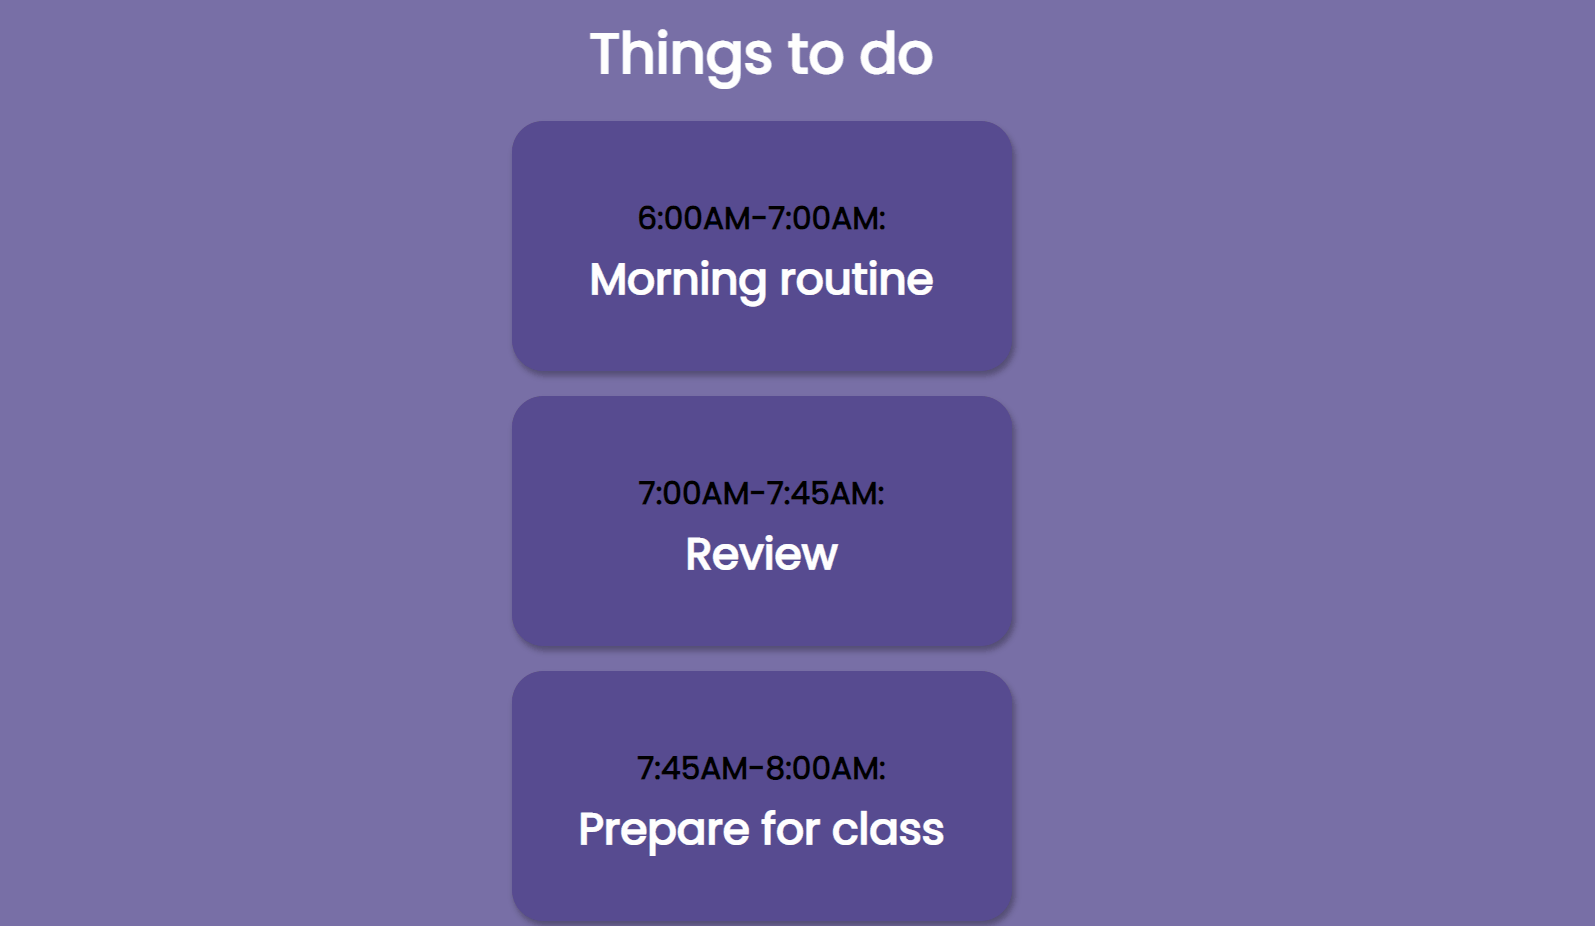 Things to do
6:00AM-7:00AM:
Morning routine
7:00AM-7:45AM:
Review
7:45AM-8:00AM:
Prepare for class